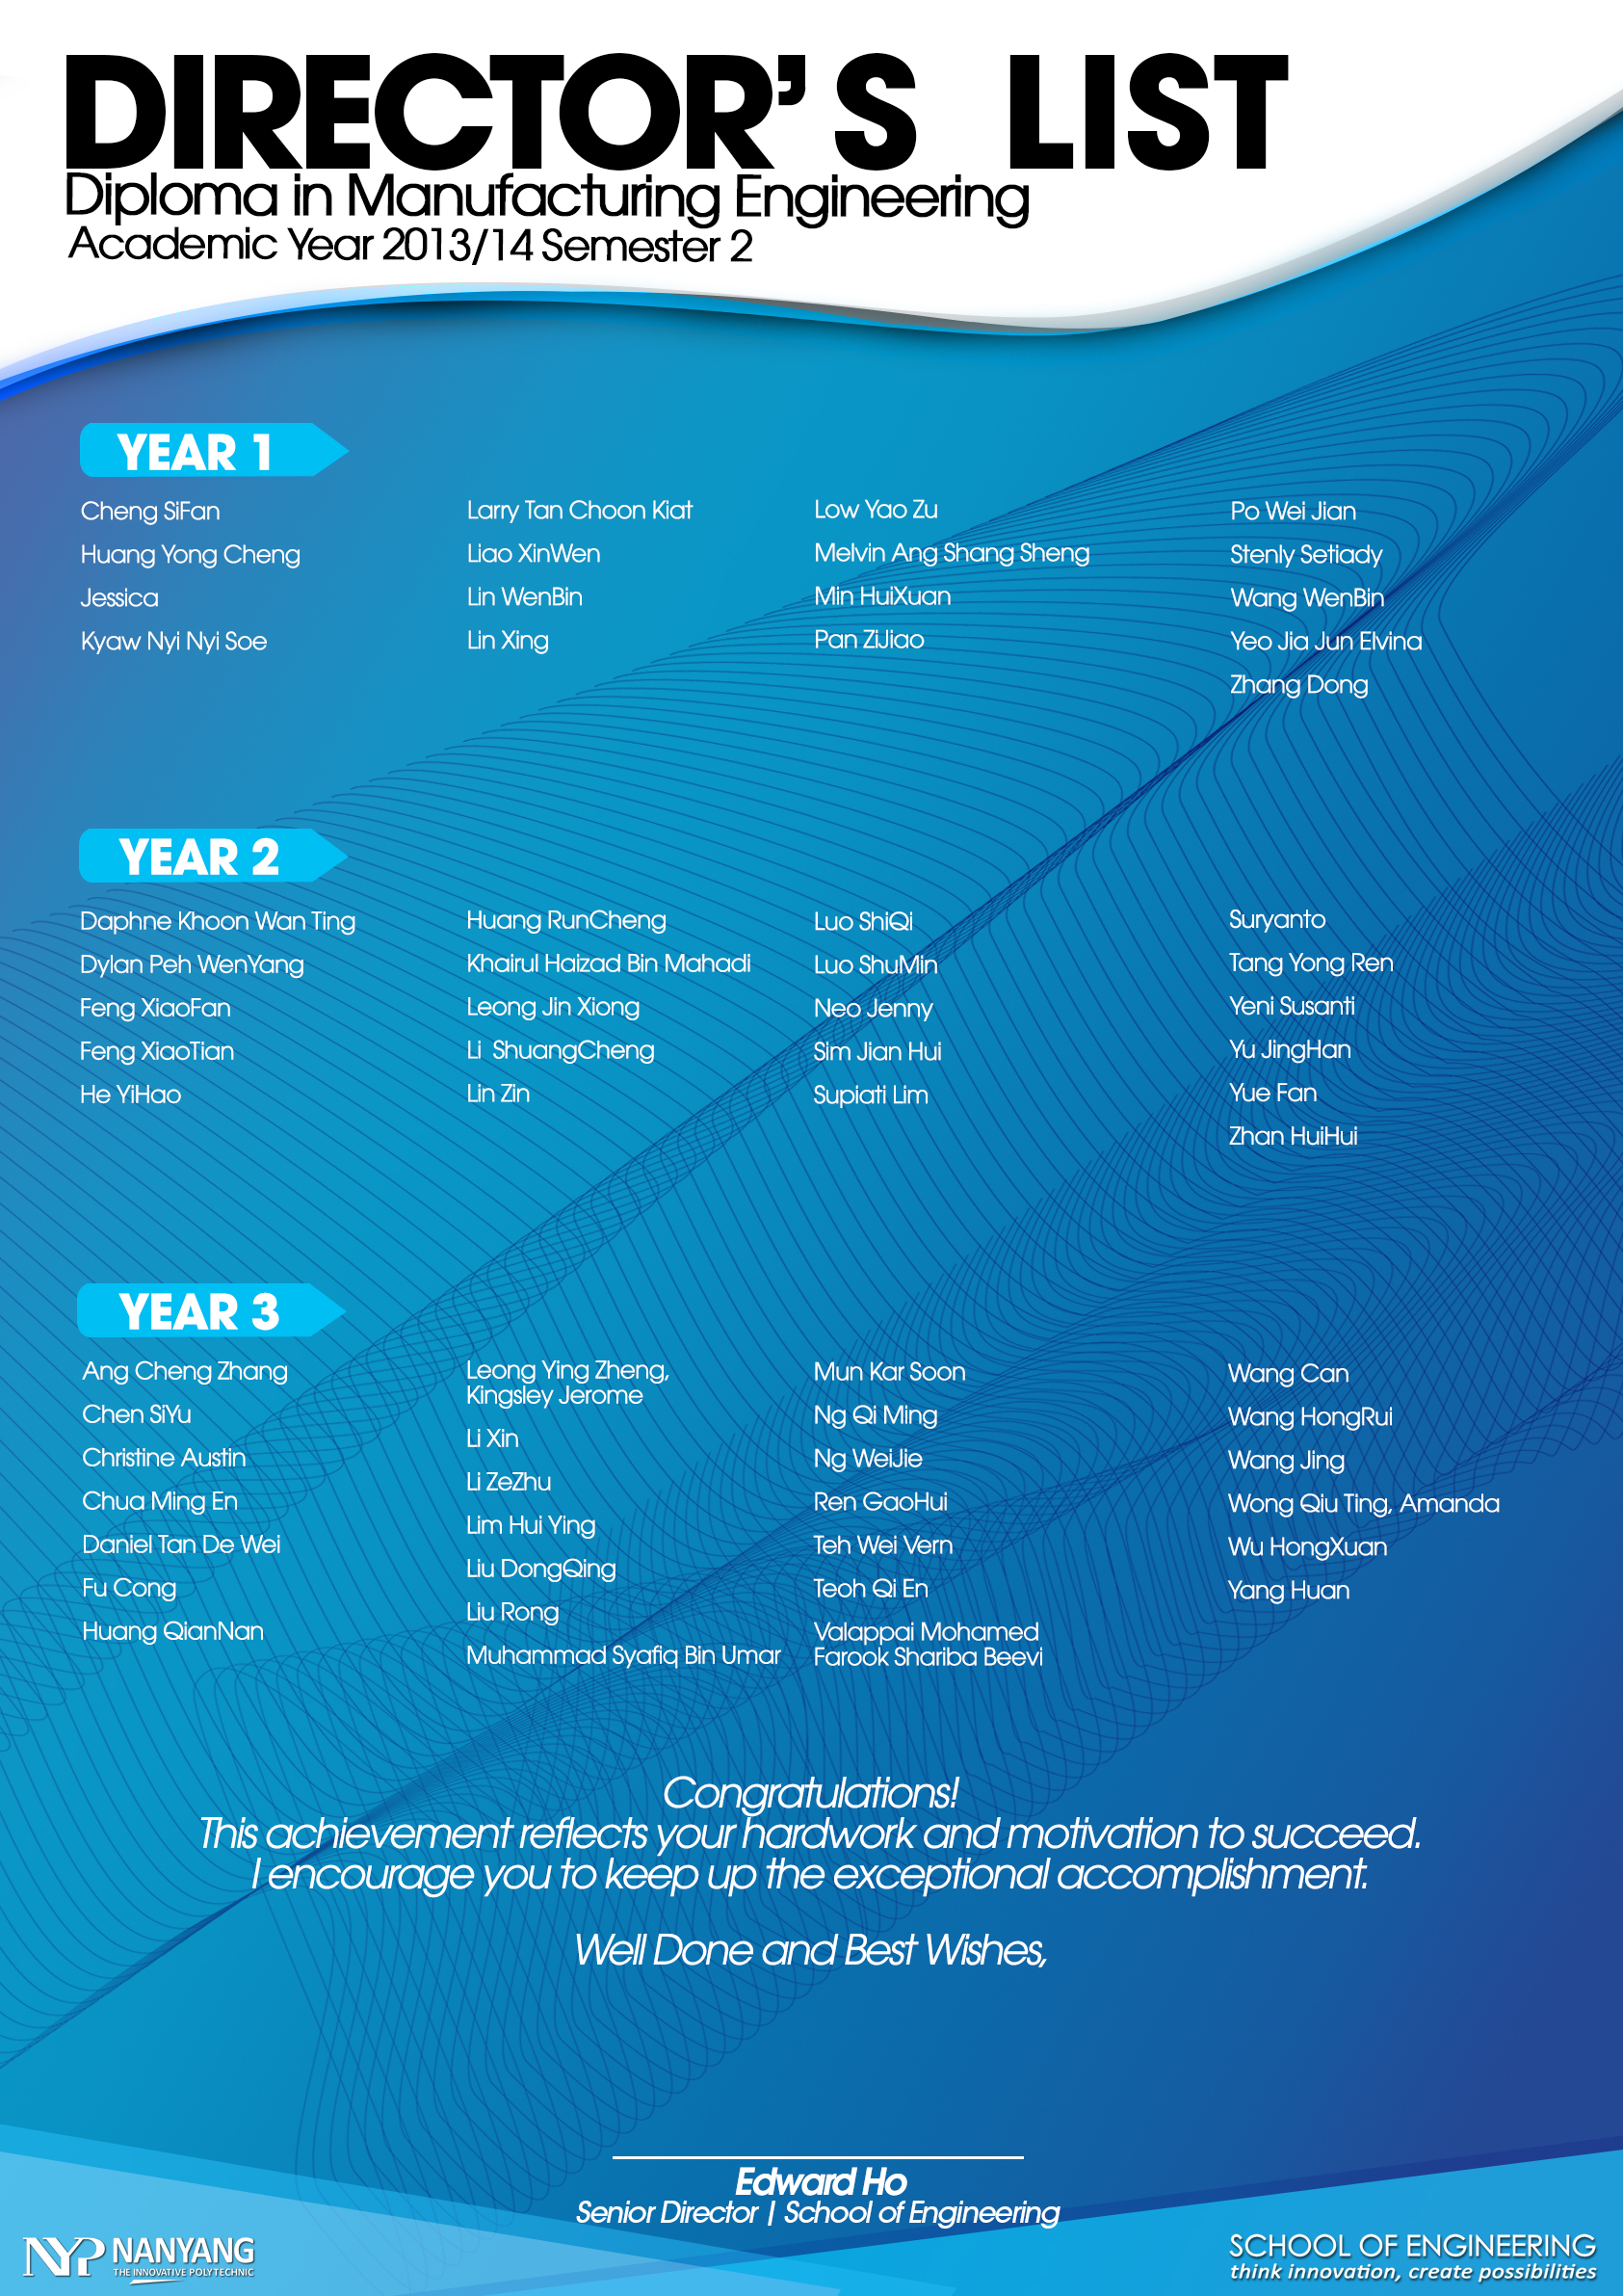 DIRECTOR'S LIST
Diploma in Manufacturing Engineering
Academic Year 2013/14 Semester 2
YEAR 1
Cheng SiFan
Huang Yong Cheng
Jessica
Kyaw Nyi Nyi Soe
Larry Tan Choon Kiat
Liao XinWen
Lin WenBin
Lin Xing
Low Yao Zu
Melvin Ang Shang Sheng
Min HuiXuan
Pan ZiJiao
Po Wei Jian
Stenly Setiady
Wang WenBin
Yeo Jia Jun Elvina
Zhang Dong
YEAR 2
Daphne Khoon Wan Ting
Dylan Peh WenYang
Feng XiaoFan
Feng XiaoTian
He YiHao
Huang RunCheng
Khairul Haizad Bin Mahadi
Leong Jin Xiong
Li  ShuangCheng
Lin Zin
Luo ShiQi
Luo ShuMin
Neo Jenny
Sim Jian Hui
Supiati Lim
Suryanto
Tang Yong Ren
Yeni Susanti
Yu JingHan
Yue Fan
Zhan HuiHui
YEAR 3
Ang Cheng Zhang
Chen SiYu
Christine Austin
Chua Ming En
Daniel Tan De Wei
Fu Cong
Huang QianNan
Leong Ying Zheng,
Kingsley Jerome
Li Xin
Li ZeZhu
Lim Hui Ying
Liu DongQing
Liu Rong
Muhammad Syafiq Bin Umar
Mun Kar Soon
Ng Qi Ming
Ng WeiJie
Ren GaoHui
Teh Wei Vern
Teoh Qi En
Valappai Mohamed
Farook Shariba Beevi
Wang Can
Wang HongRui
Wang Jing
Wong Qiu Ting, Amanda
Wu HongXuan
Yang Huan
Congratulations!
This achievement reflects your hardwork and motivation to succeed.
I encourage you to keep up the exceptional accomplishment.
Well Done and Best Wishes,
Edward Ho
Senior Director | School of Engineering
NYP NANYANG
THE INNOVATIVE POLYTECHNIC
SCHOOL OF ENGINEERING
think innovation, create possibilities